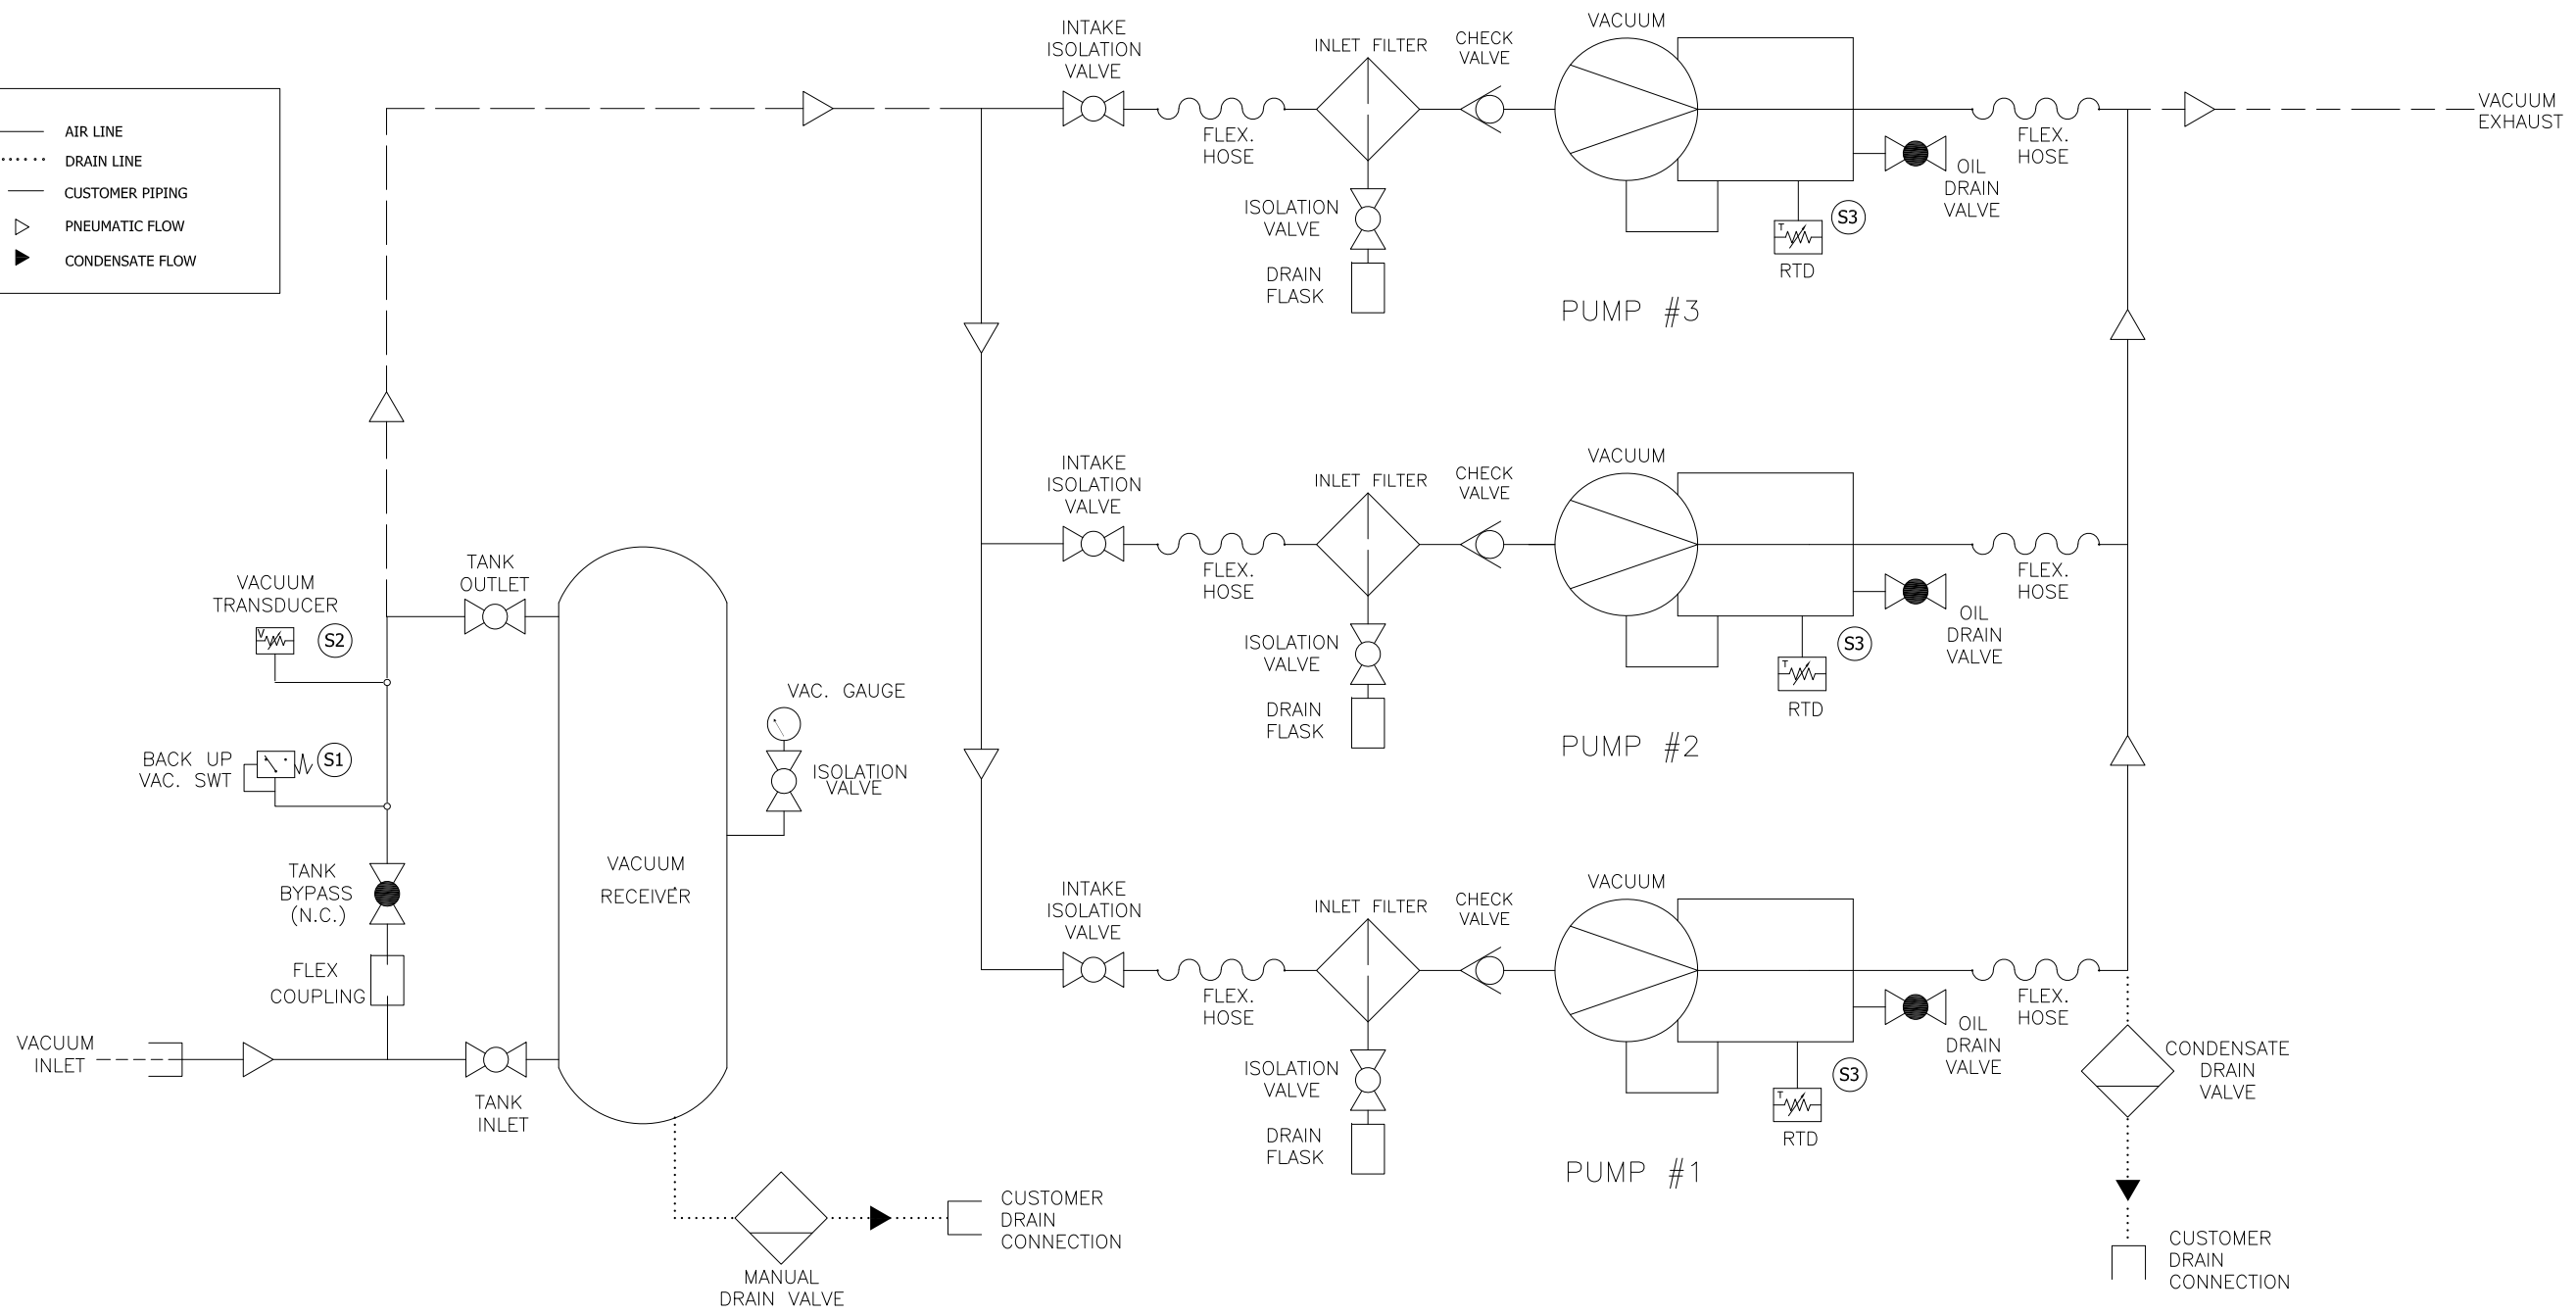 AIR LINE
DRAIN LINE
CUSTOMER PIPING
PNEUMATIC FLOW
CONDENSATE FLOW
INTAKE
ISOLATION
VALVE
FLEX.
HOSE
INLET FILTER
CHECK
VALVE
VACUUM
ISOLATION
VALVE
DRAIN
FLASK
T
S3
RTD
OIL
DRAIN
VALVE
FLEX.
HOSE
VACUUM
EXHAUST
PUMP #3
INTAKE
ISOLATION
VALVE
FLEX.
HOSE
INLET FILTER
CHECK
VALVE
VACUUM
ISOLATION
VALVE
DRAIN
FLASK
T
S3
RTD
OIL
DRAIN
VALVE
FLEX.
HOSE
PUMP #2
TANK
OUTLET
VACUUM
TRANSDUCER
V
S2
BACK UP
VAC. SWT
S1
VAC. GAUGE
ISOLATION
VALVE
TANK
BYPASS
(N.C.)
FLEX
COUPLING
VACUUM
RECEIVER
VACUUM
INLET
TANK
INLET
MANUAL
DRAIN VALVE
CUSTOMER
DRAIN
CONNECTION
INTAKE
ISOLATION
VALVE
FLEX.
HOSE
INLET FILTER
CHECK
VALVE
VACUUM
ISOLATION
VALVE
DRAIN
FLASK
T
S3
RTD
OIL
DRAIN
VALVE
FLEX.
HOSE
PUMP #1
CONDENSATE
DRAIN
VALVE
CUSTOMER
DRAIN
CONNECTION